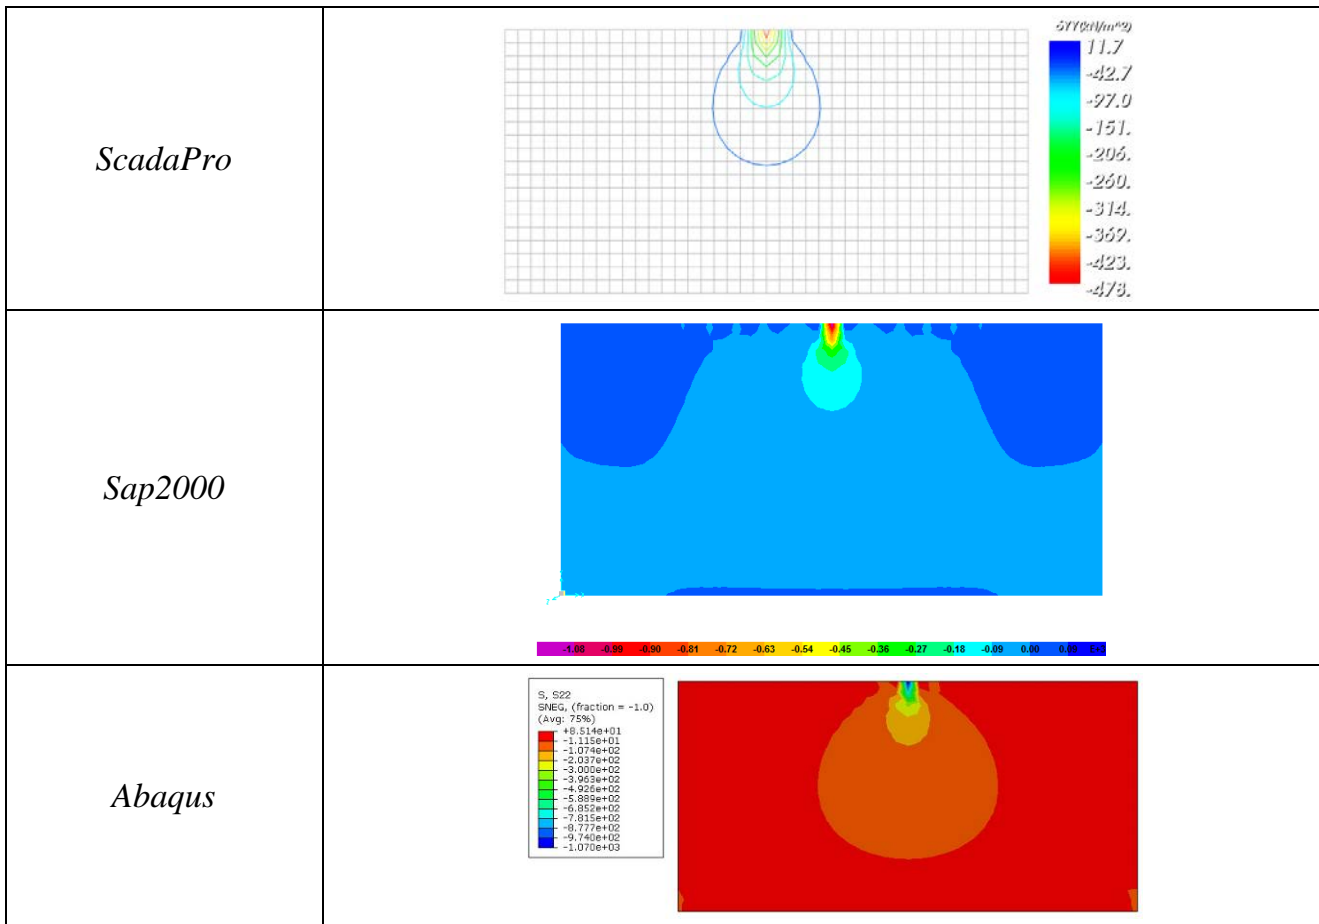 ScadaPro
σYY(kN/m^2)
11.7
-42.7
-97.0
-151.
-206.
-260.
-314.
-369.
-423.
-478.
Sap2000
-1.08 -0.99 -0.90 -0.81 -0.72 -0.63 -0.54 -0.45 -0.36 -0.27 -0.18 -0.09 0.00 0.09
Abaqus
S, S22
SNEG, (fraction = -1.0)
(Avg: 75%)
+8.514e+01
-1.115e+01
-1.074e+02
-2.037e+02
-3.000e+02
-3.963e+02
-4.926e+02
-5.889e+02
-6.852e+02
-7.815e+02
-8.777e+02
-9.740e+02
-1.070e+03